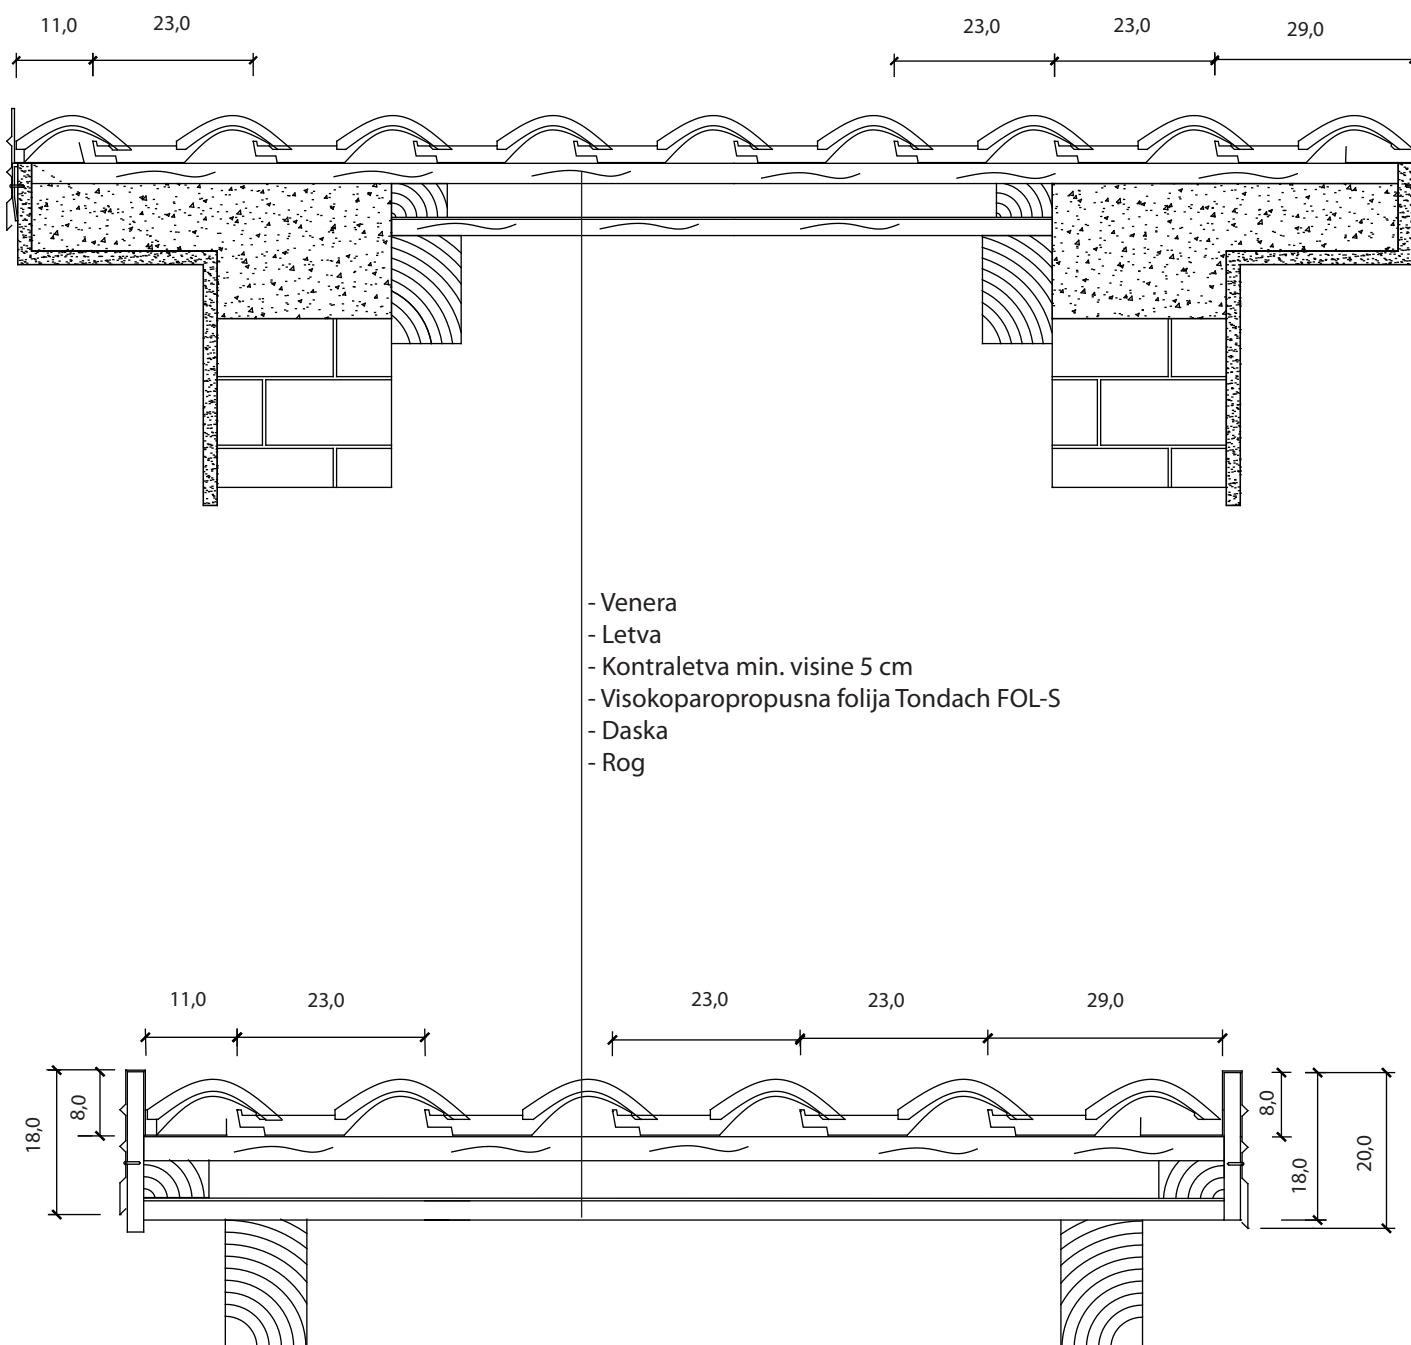 11,0 23,0 23,0 23,0 29,0
- Venera
- Letva
- Kontraletva min. visine 5 cm
- Visokoparopropusna folija Tondach FOL-S
- Daska
- Rog
11,0 23,0 23,0 23,0 29,0
18,0 8,0 8,0 18,0 20,0